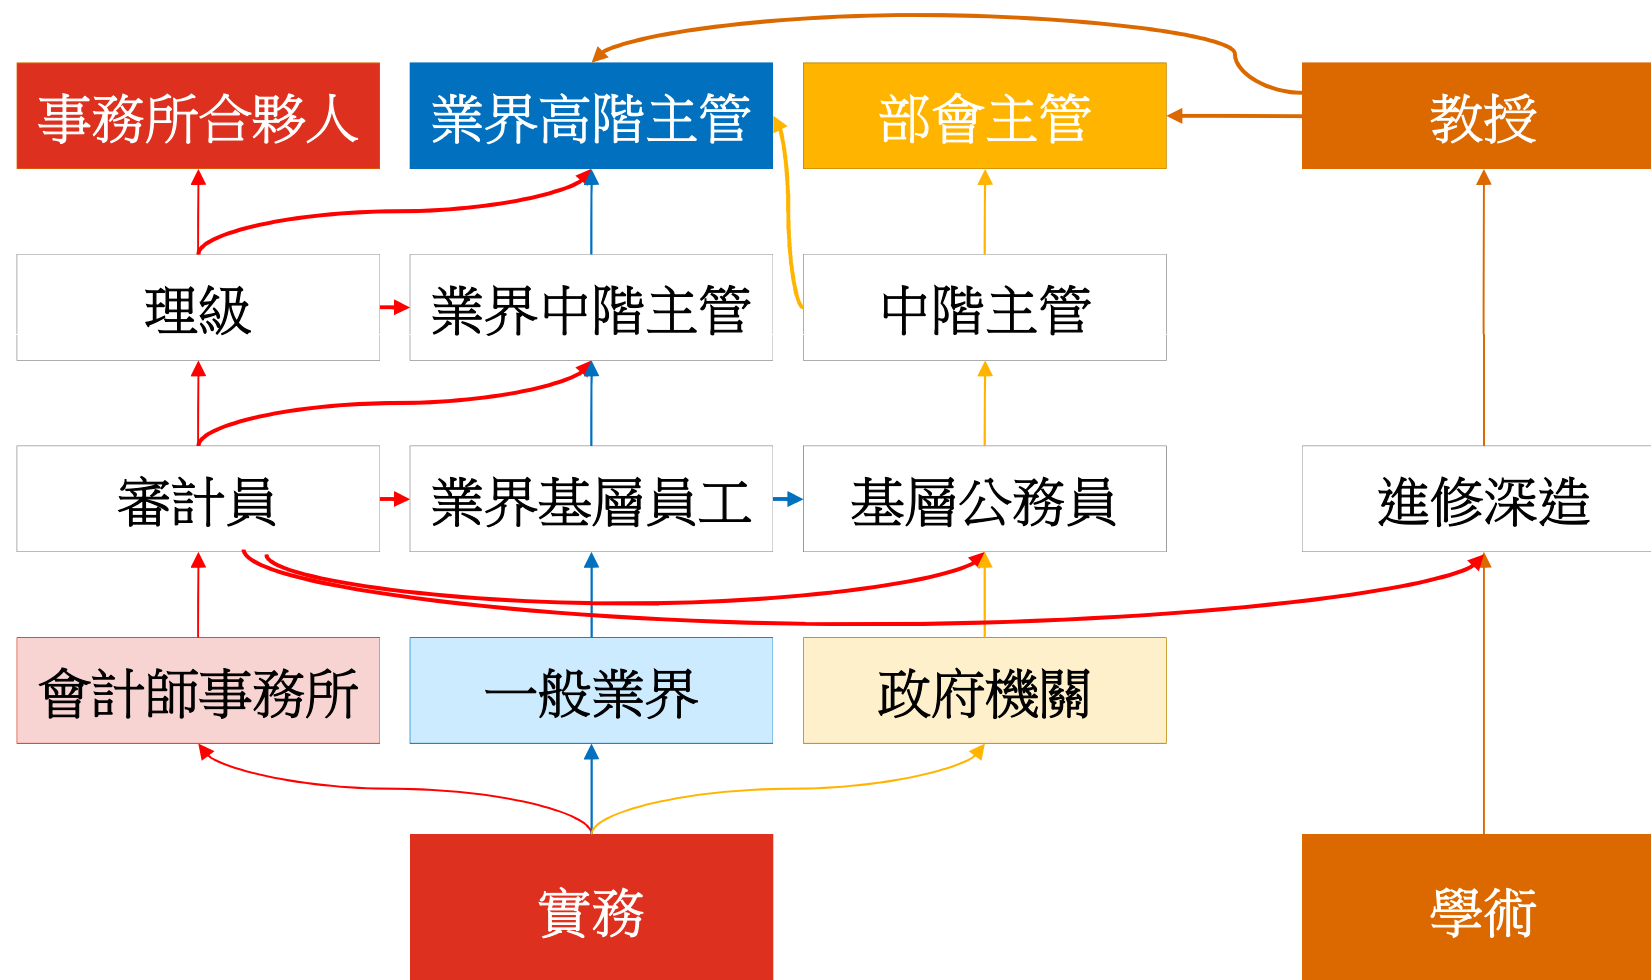 事務所合夥人
業界高階主管
部會主管
教授
理級
業界中階主管
中階主管
審計員
業界基層員工
基層公務員
進修深造
會計師事務所
一般業界
政府機關
實務
學術